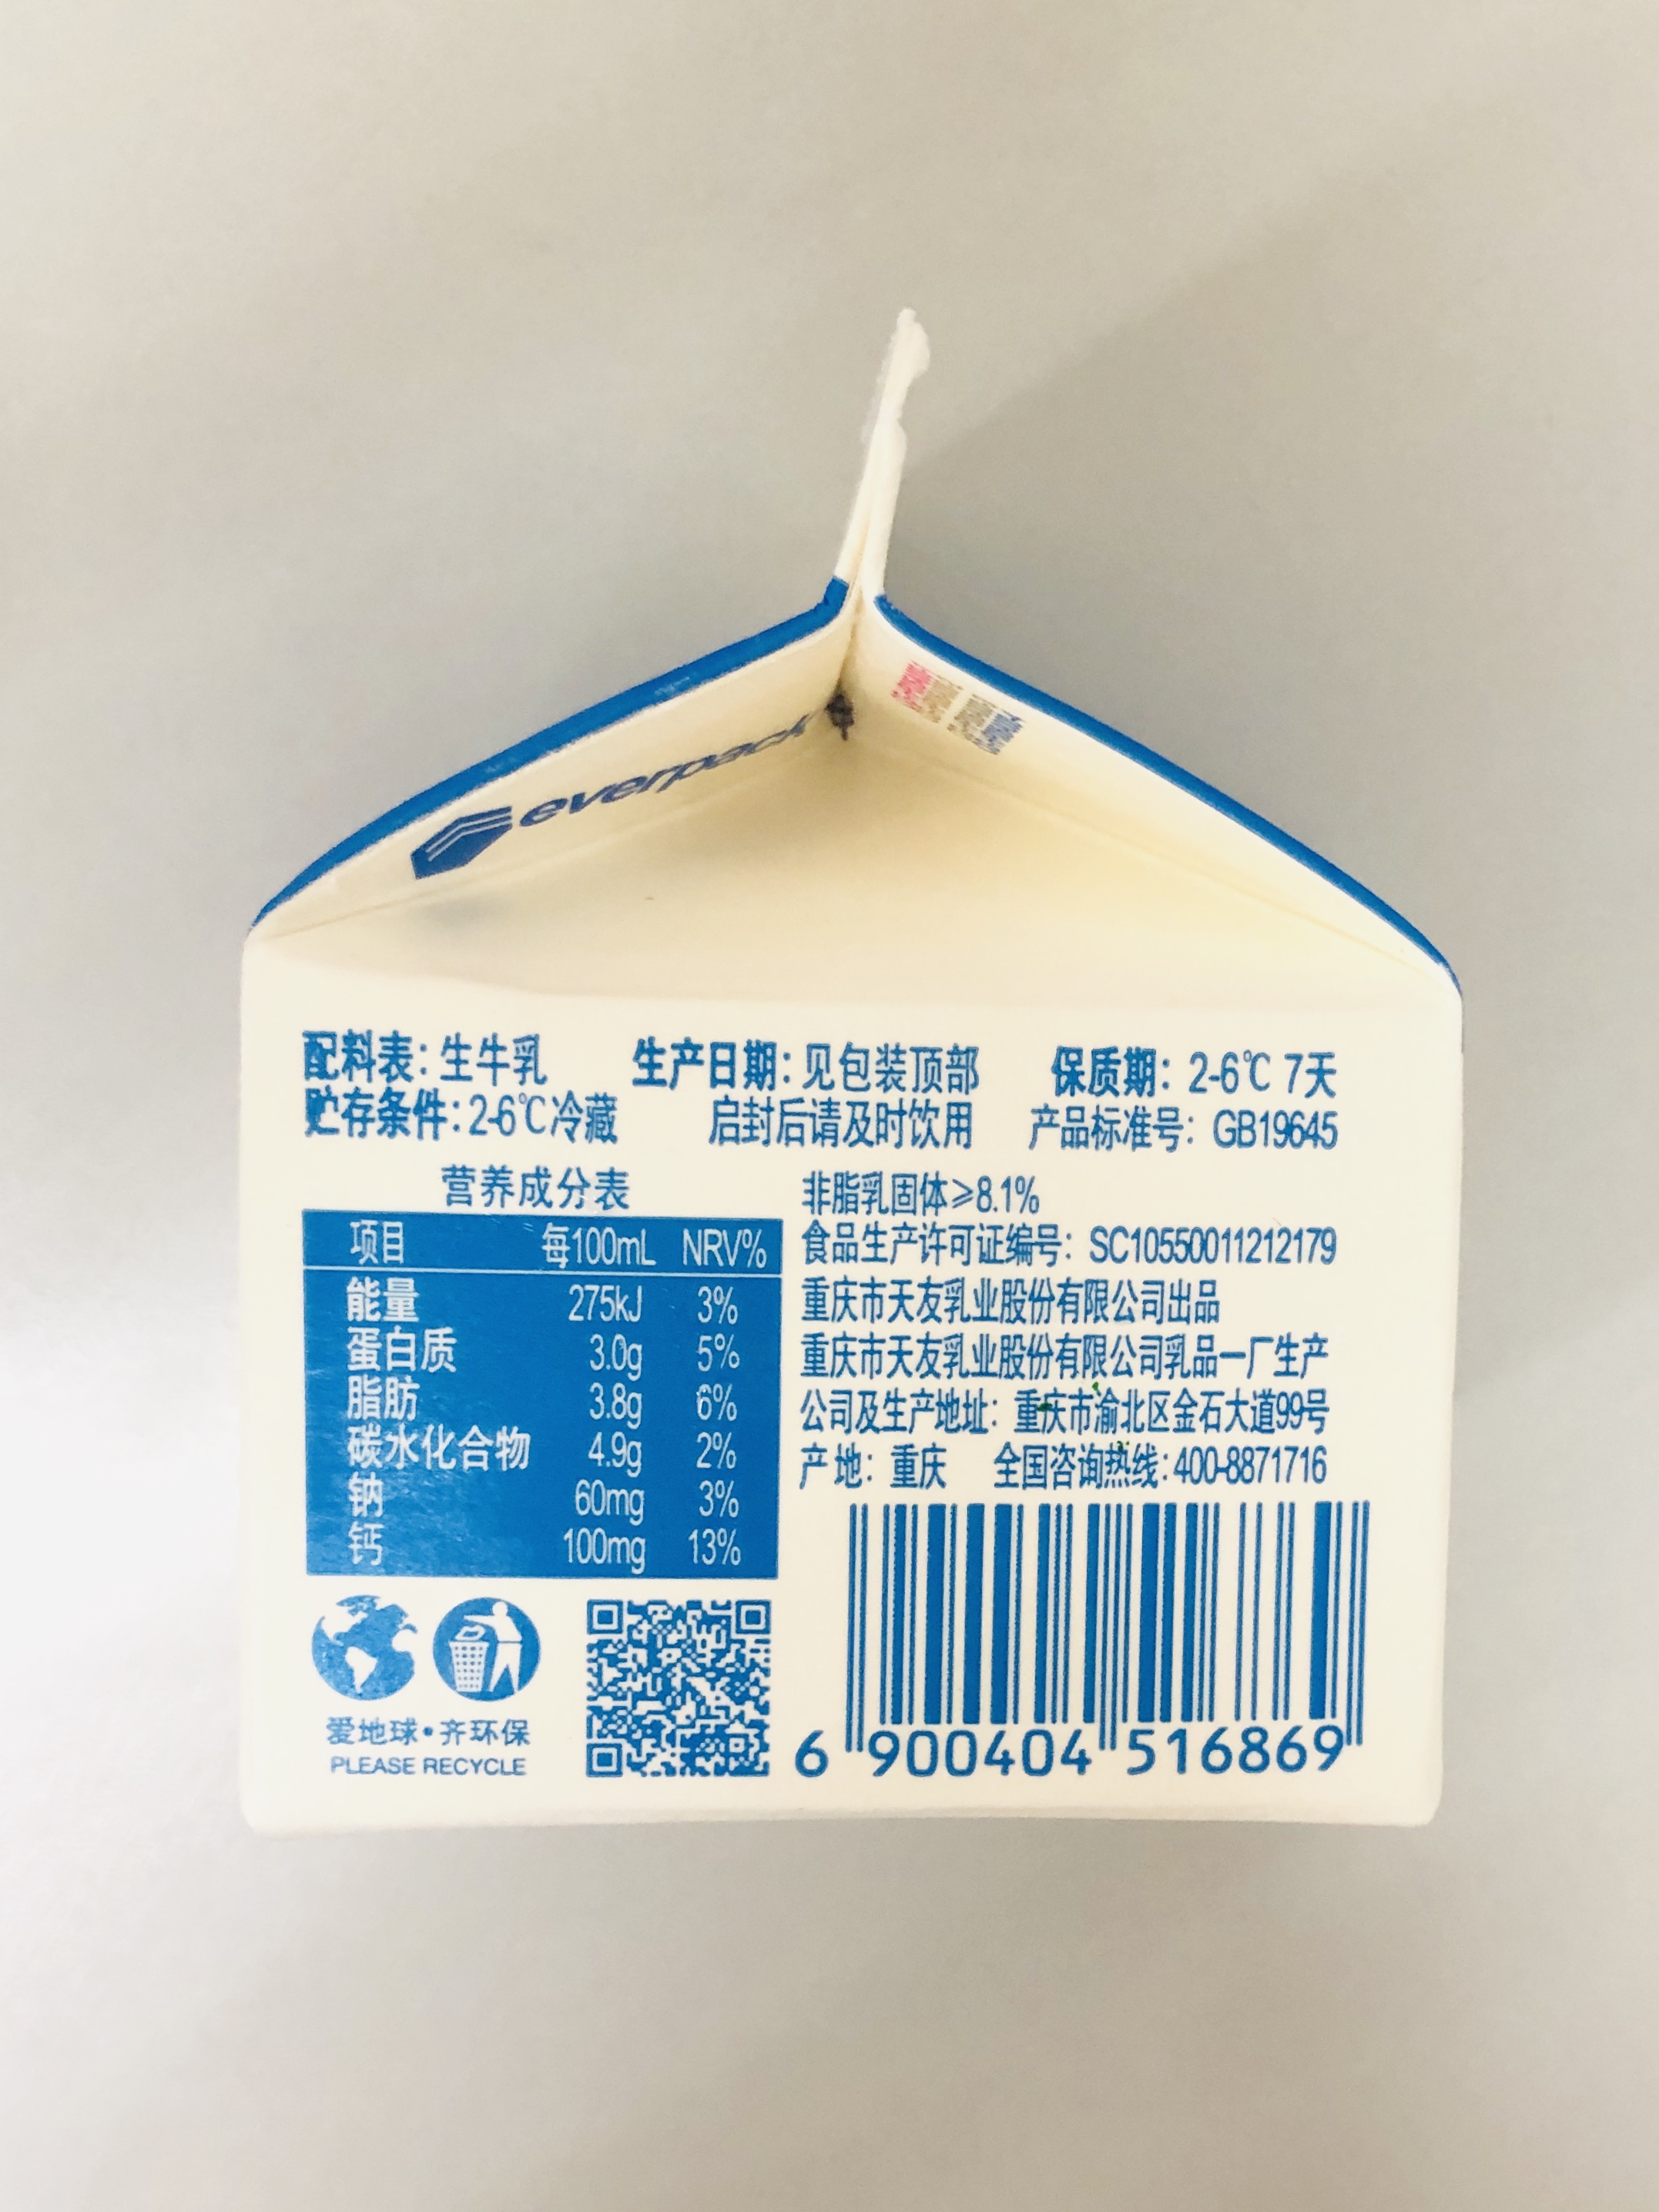 everpack
配料表：生牛乳 生产日期：见包装顶部 保质期：2-6℃ 7天
贮存条件：2-6℃冷藏 启封后请及时饮用 产品标准号：GB19645
营养成分表
项目 每100mL NRV%
能量 275kJ 3%
蛋白质 3.0g 5%
脂肪 3.8g 6%
碳水化合物 4.9g 2%
钠 60mg 3%
钙 100mg 13%
非脂乳固体≥8.1%
食品生产许可证编号：SC10550011212179
重庆市天友乳业股份有限公司出品
重庆市天友乳业股份有限公司乳品一厂生产
公司及生产地址：重庆市渝北区金石大道99号
产地：重庆 全国咨询热线：400-8871716
爱地球·齐环保
PLEASE RECYCLE
6 900404 516869